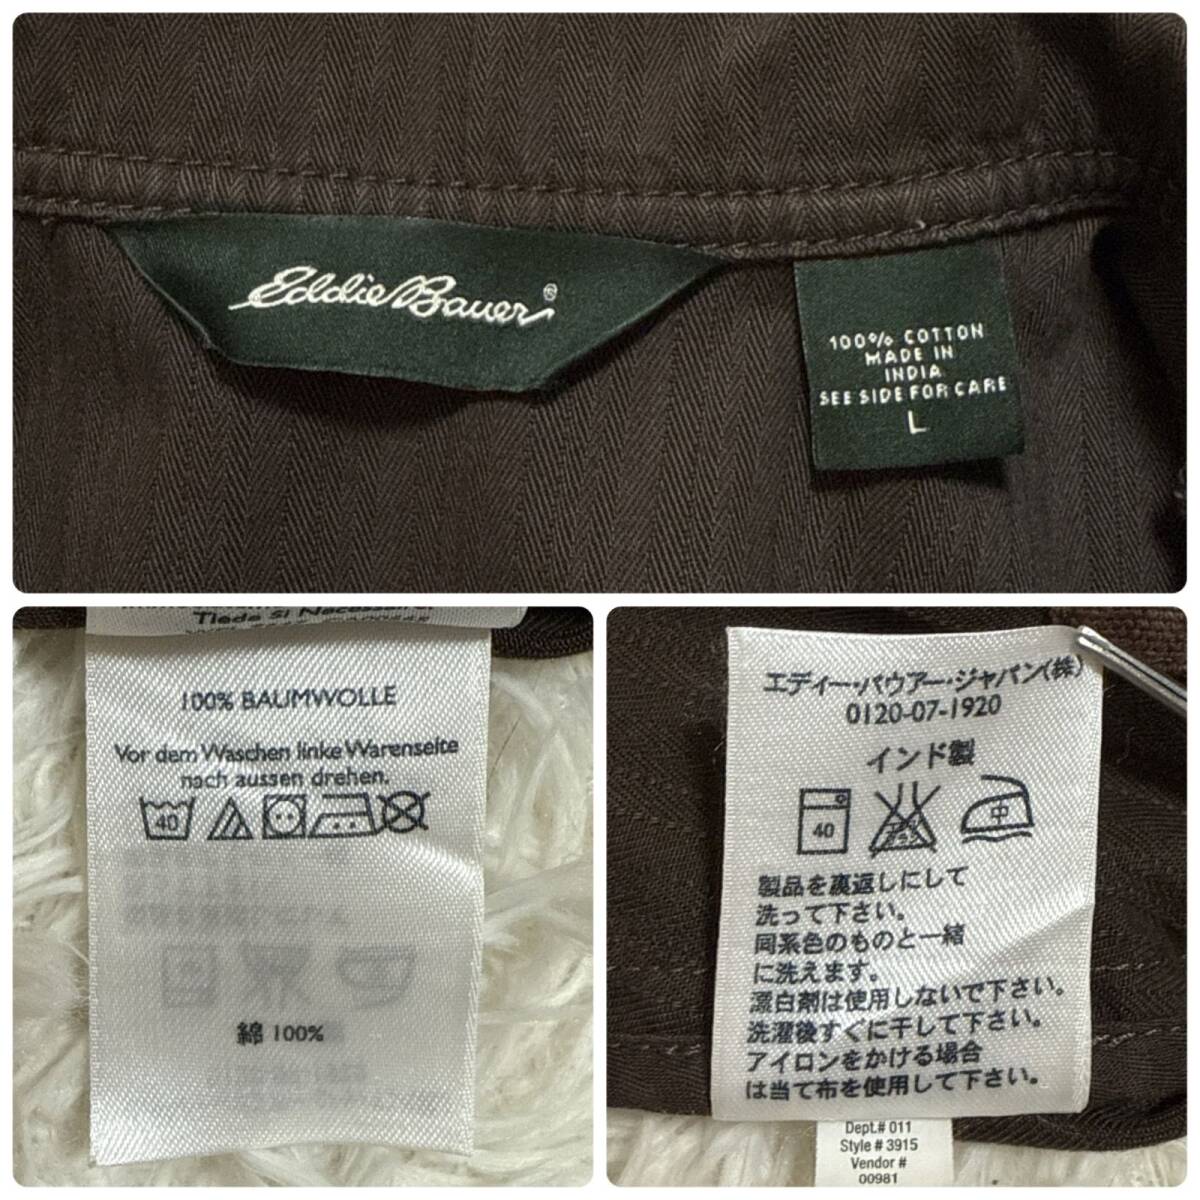 Eddie Bauer®
100% COTTON
MADE IN
INDIA
SEE SIDE FOR CARE
L
Tiede Si Necessaire.
100% BAUMWOLLE
Vor dem Waschen linke Warenseite
nach aussen drehen.
40
綿 100%
エディー・バウアー・ジャパン(株)
0120-07-1920
インド製
40
中
製品を裏返しにして
洗って下さい。
同系色のものと一緒
に洗えます。
漂白剤は使用しないで下さい。
洗濯後すぐに干して下さい。
アイロンをかける場合
は当て布を使用して下さい。
Dept.# 011
Style # 3915
Vendor #
00981